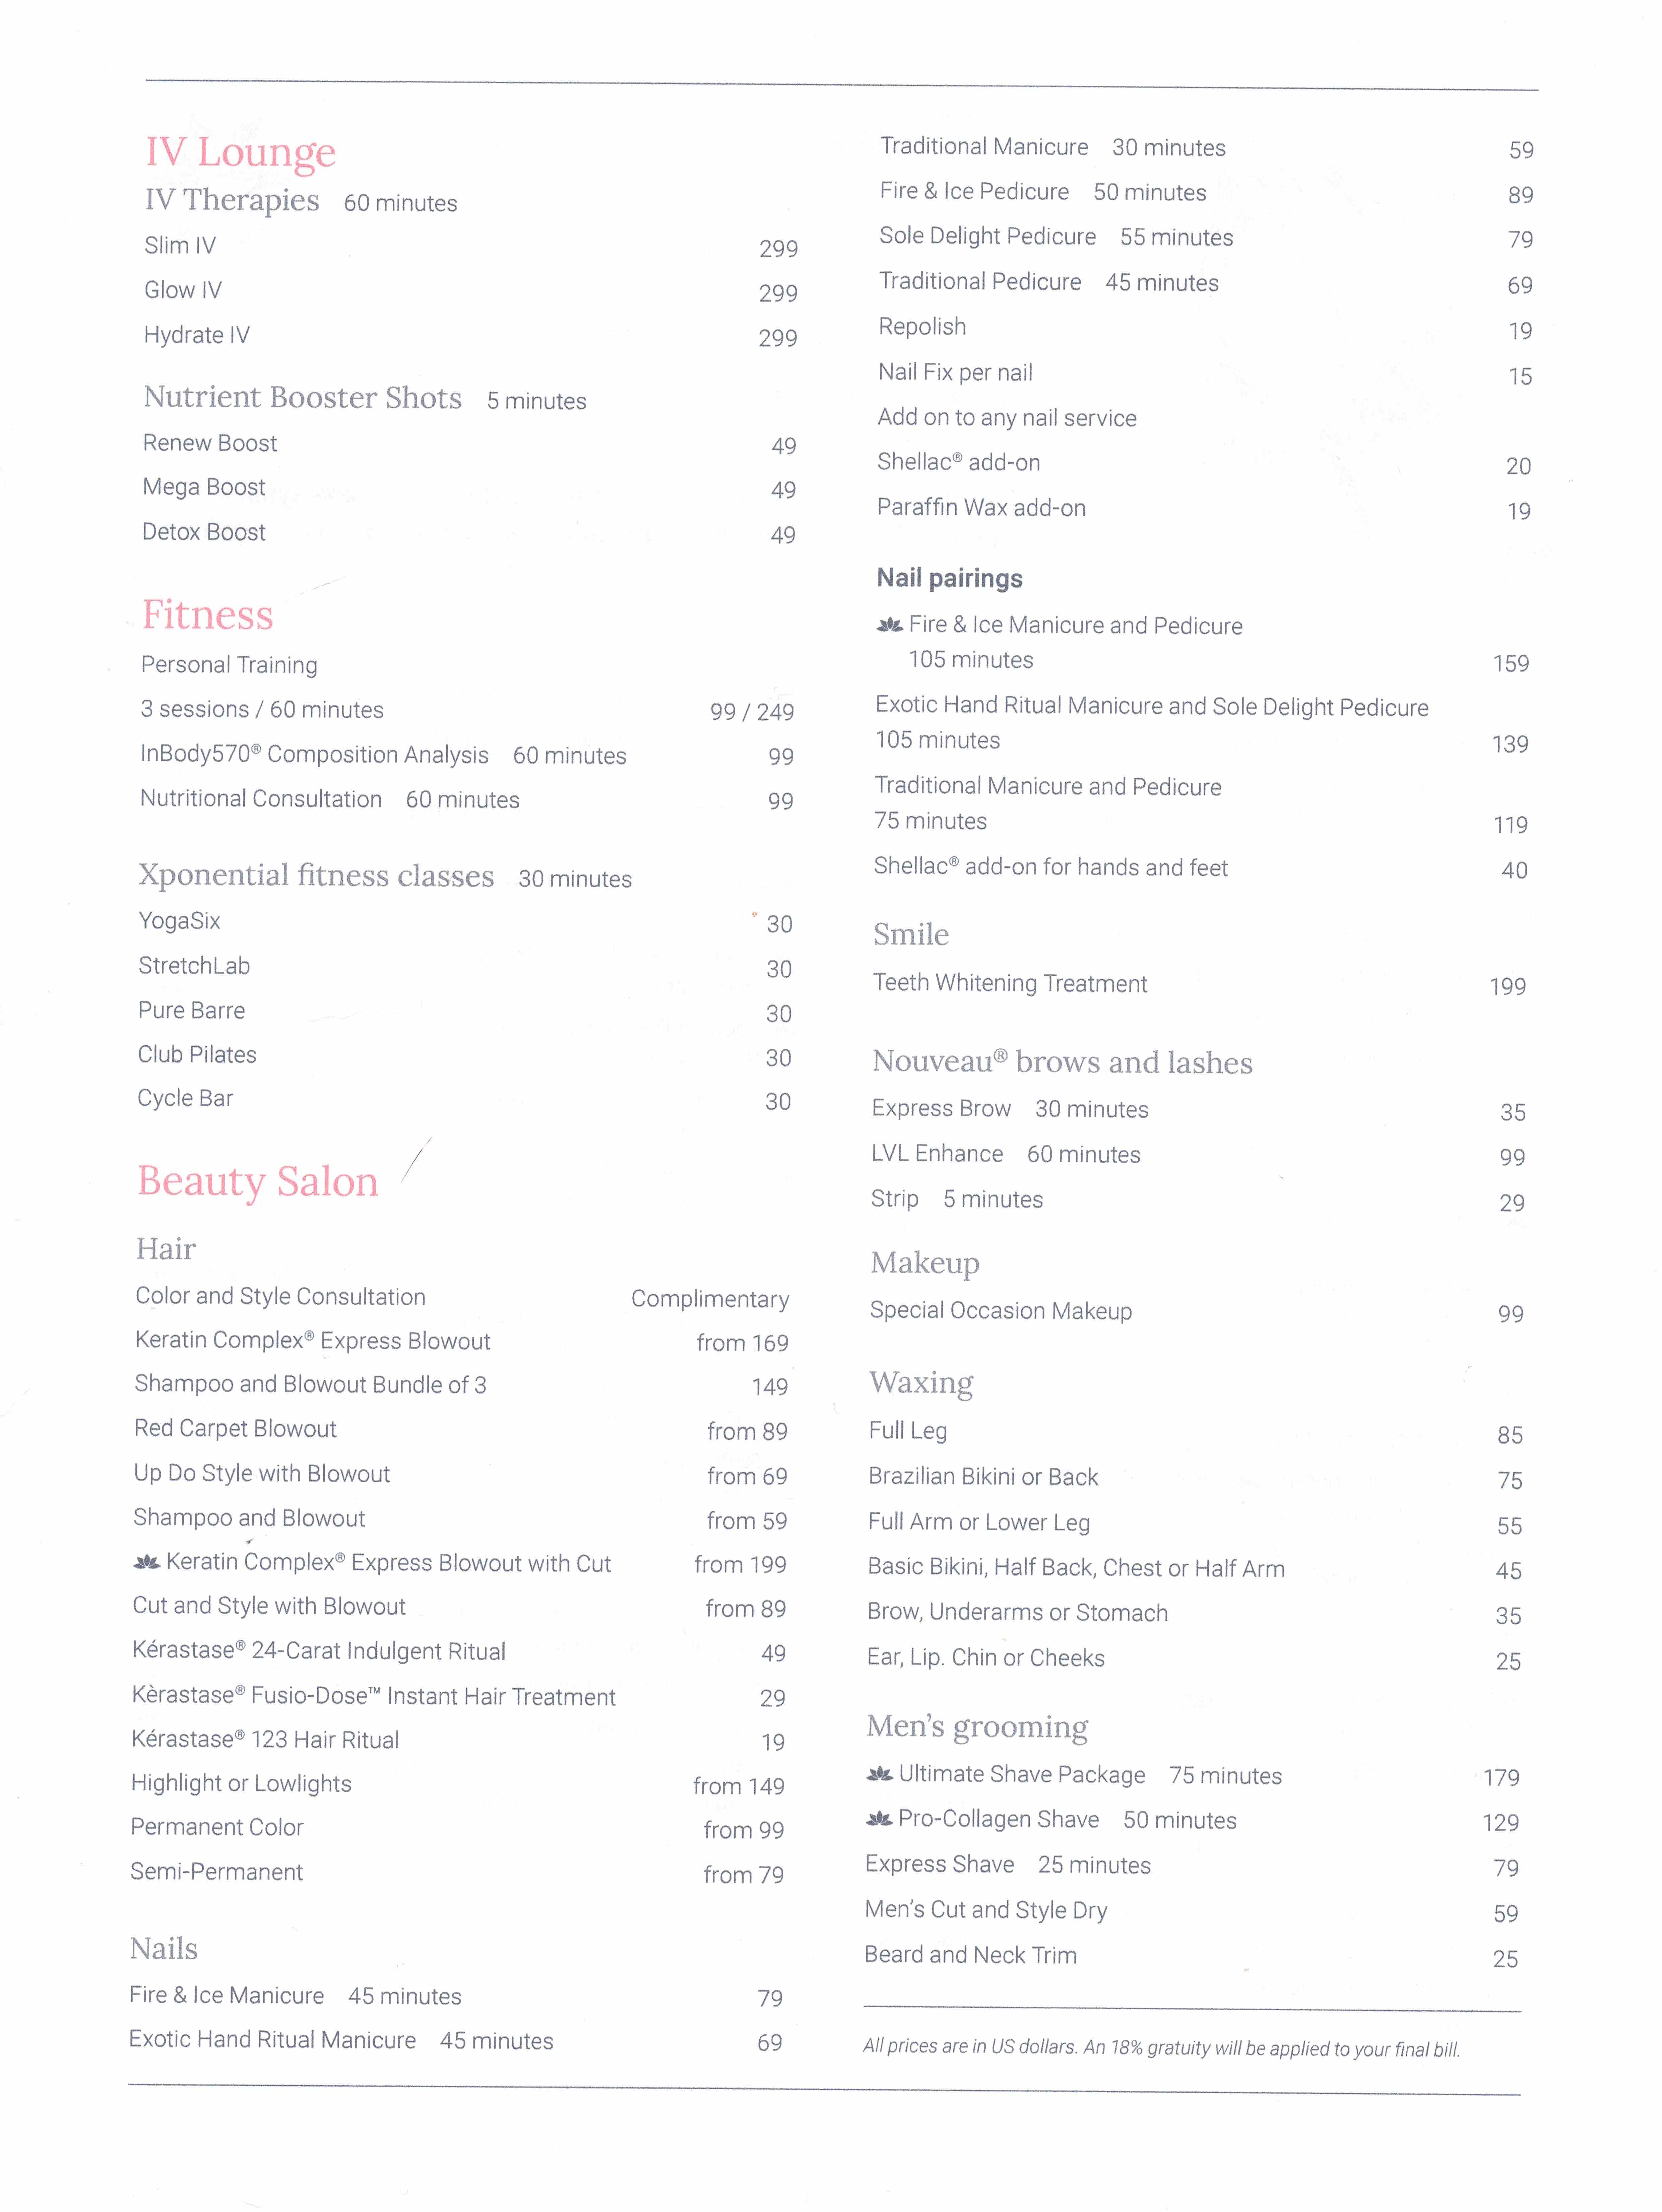 IV Lounge
IV Therapies 60 minutes
Slim IV 299
Glow IV 299
Hydrate IV 299
Nutrient Booster Shots 5 minutes
Renew Boost 49
Mega Boost 49
Detox Boost 49
Fitness
Personal Training
3 sessions / 60 minutes 99 / 249
InBody570® Composition Analysis 60 minutes 99
Nutritional Consultation 60 minutes 99
Xponential fitness classes 30 minutes
YogaSix 30
StretchLab 30
Pure Barre 30
Club Pilates 30
Cycle Bar 30
Beauty Salon
Hair
Color and Style Consultation Complimentary
Keratin Complex® Express Blowout from 169
Shampoo and Blowout Bundle of 3 149
Red Carpet Blowout from 89
Up Do Style with Blowout from 69
Shampoo and Blowout from 59
Keratin Complex® Express Blowout with Cut from 199
Cut and Style with Blowout from 89
Kérastase® 24-Carat Indulgent Ritual 49
Kèrastase® Fusio-Dose™ Instant Hair Treatment 29
Kérastase® 123 Hair Ritual 19
Highlight or Lowlights from 149
Permanent Color from 99
Semi-Permanent from 79
Nails
Fire & Ice Manicure 45 minutes 79
Exotic Hand Ritual Manicure 45 minutes 69
Traditional Manicure 30 minutes 59
Fire & Ice Pedicure 50 minutes 89
Sole Delight Pedicure 55 minutes 79
Traditional Pedicure 45 minutes 69
Repolish 19
Nail Fix per nail 15
Add on to any nail service
Shellac® add-on 20
Paraffin Wax add-on 19
Nail pairings
Fire & Ice Manicure and Pedicure
105 minutes 159
Exotic Hand Ritual Manicure and Sole Delight Pedicure
105 minutes 139
Traditional Manicure and Pedicure
75 minutes 119
Shellac® add-on for hands and feet 40
Smile
Teeth Whitening Treatment 199
Nouveau® brows and lashes
Express Brow 30 minutes 35
LVL Enhance 60 minutes 99
Strip 5 minutes 29
Makeup
Special Occasion Makeup 99
Waxing
Full Leg 85
Brazilian Bikini or Back 75
Full Arm or Lower Leg 55
Basic Bikini, Half Back, Chest or Half Arm 45
Brow, Underarms or Stomach 35
Ear, Lip. Chin or Cheeks 25
Men's grooming
Ultimate Shave Package 75 minutes 179
Pro-Collagen Shave 50 minutes 129
Express Shave 25 minutes 79
Men's Cut and Style Dry 59
Beard and Neck Trim 25
All prices are in US dollars. An 18% gratuity will be applied to your final bill.